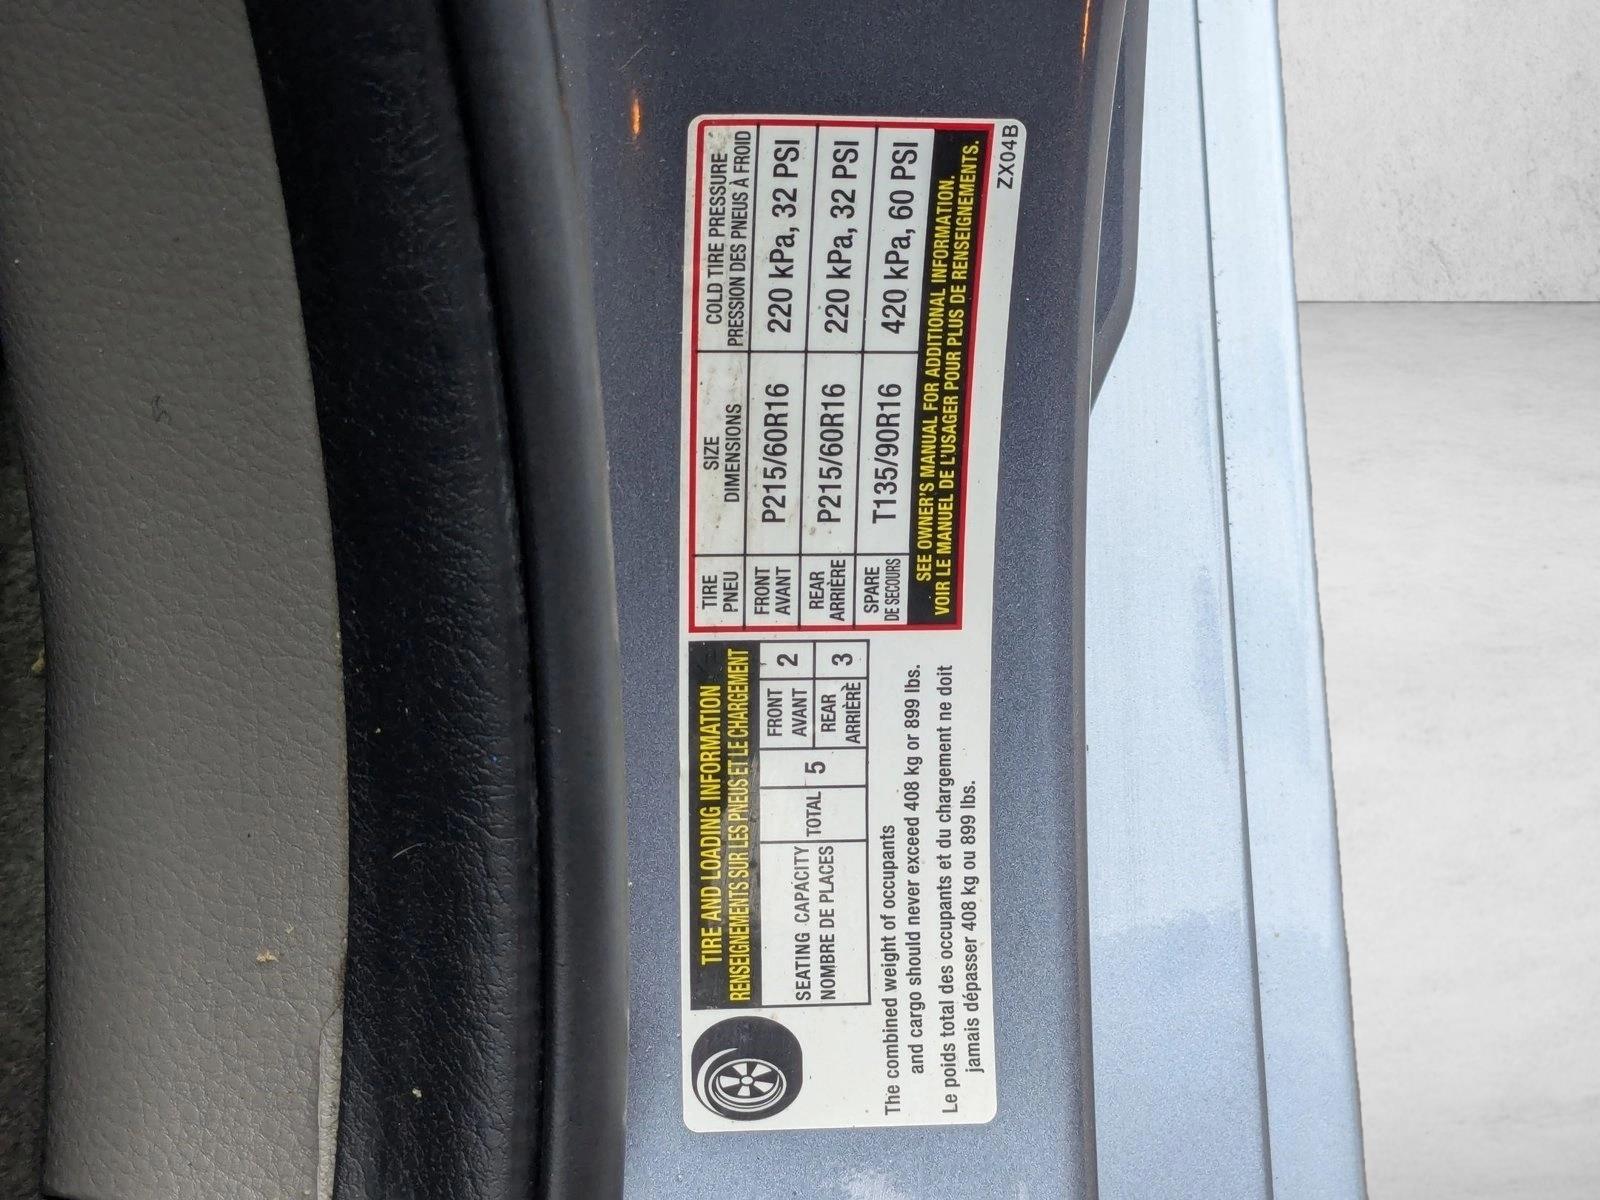 TIRE AND LOADING INFORMATION
RENSEIGNEMENTS SUR LES PNEUS ET LE CHARGEMENT
SEATING CAPACITY
NOMBRE DE PLACES
TOTAL 5
FRONT
AVANT
2
REAR
ARRIÈRE
3
The combined weight of occupants
and cargo should never exceed 408 kg or 899 lbs.
Le poids total des occupants et du chargement ne doit
jamais dépasser 408 kg ou 899 lbs.
TIRE
PNEU
SIZE
DIMENSIONS
COLD TIRE PRESSURE
PRESSION DES PNEUS À FROID
FRONT
AVANT
P215/60R16
220 kPa, 32 PSI
REAR
ARRIÈRE
P215/60R16
220 kPa, 32 PSI
SPARE
DE SECOURS
T135/90R16
420 kPa, 60 PSI
SEE OWNER'S MANUAL FOR ADDITIONAL INFORMATION.
VOIR LE MANUEL DE L'USAGER POUR PLUS DE RENSEIGNEMENTS.
ZX04B